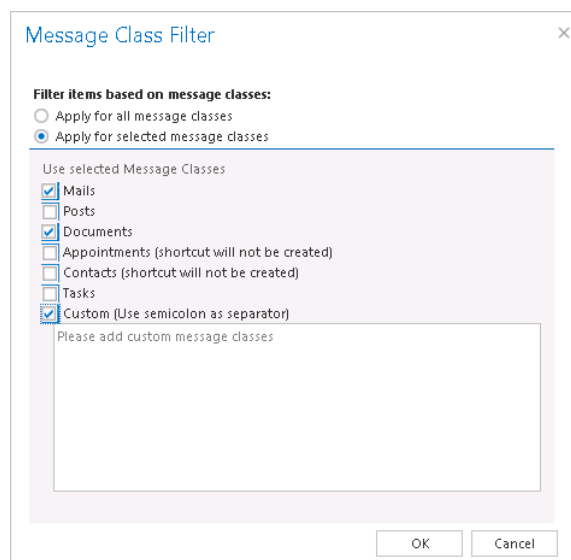 Message Class Filter
Filter items based on message classes:
Apply for all message classes
Apply for selected message classes
Use selected Message Classes
Mails
Posts
Documents
Appointments (shortcut will not be created)
Contacts (shortcut will not be created)
Tasks
Custom (Use semicolon as separator)
Please add custom message classes
OK Cancel